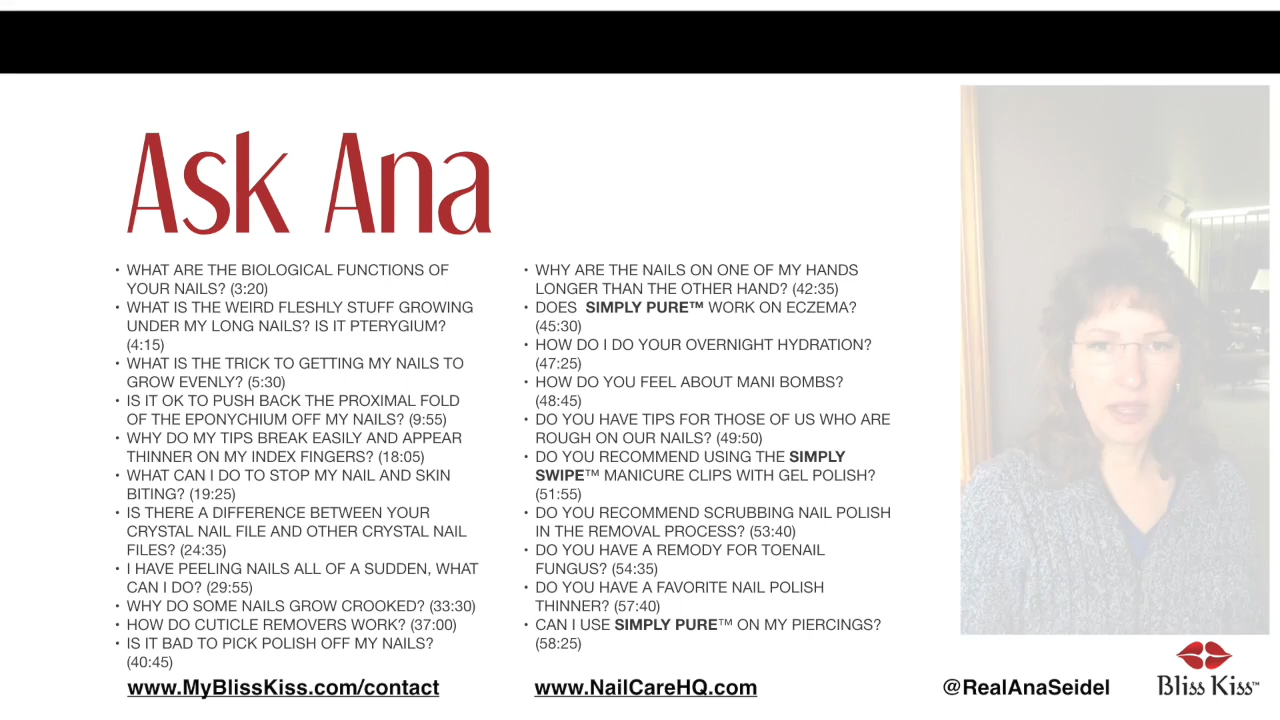 Ask Ana
• WHAT ARE THE BIOLOGICAL FUNCTIONS OF
YOUR NAILS? (3:20)
• WHAT IS THE WEIRD FLESHLY STUFF GROWING
UNDER MY LONG NAILS? IS IT PTERYGIUM?
(4:15)
• WHAT IS THE TRICK TO GETTING MY NAILS TO
GROW EVENLY? (5:30)
• IS IT OK TO PUSH BACK THE PROXIMAL FOLD
OF THE EPONYCHIUM OFF MY NAILS? (9:55)
• WHY DO MY TIPS BREAK EASILY AND APPEAR
THINNER ON MY INDEX FINGERS? (18:05)
• WHAT CAN I DO TO STOP MY NAIL AND SKIN
BITING? (19:25)
• IS THERE A DIFFERENCE BETWEEN YOUR
CRYSTAL NAIL FILE AND OTHER CRYSTAL NAIL
FILES? (24:35)
• I HAVE PEELING NAILS ALL OF A SUDDEN, WHAT
CAN I DO? (29:55)
• WHY DO SOME NAILS GROW CROOKED? (33:30)
• HOW DO CUTICLE REMOVERS WORK? (37:00)
• IS IT BAD TO PICK POLISH OFF MY NAILS?
(40:45)
• WHY ARE THE NAILS ON ONE OF MY HANDS
LONGER THAN THE OTHER HAND? (42:35)
• DOES SIMPLY PURE™ WORK ON ECZEMA?
(45:30)
• HOW DO I DO YOUR OVERNIGHT HYDRATION?
(47:25)
• HOW DO YOU FEEL ABOUT MANI BOMBS?
(48:45)
• DO YOU HAVE TIPS FOR THOSE OF US WHO ARE
ROUGH ON OUR NAILS? (49:50)
• DO YOU RECOMMEND USING THE SIMPLY
SWIPE™ MANICURE CLIPS WITH GEL POLISH?
(51:55)
• DO YOU RECOMMEND SCRUBBING NAIL POLISH
IN THE REMOVAL PROCESS? (53:40)
• DO YOU HAVE A REMODY FOR TOENAIL
FUNGUS? (54:35)
• DO YOU HAVE A FAVORITE NAIL POLISH
THINNER? (57:40)
• CAN I USE SIMPLY PURE™ ON MY PIERCINGS?
(58:25)
www.MyBlissKiss.com/contact
www.NailCareHQ.com
@RealAnaSeidel
Bliss Kiss™